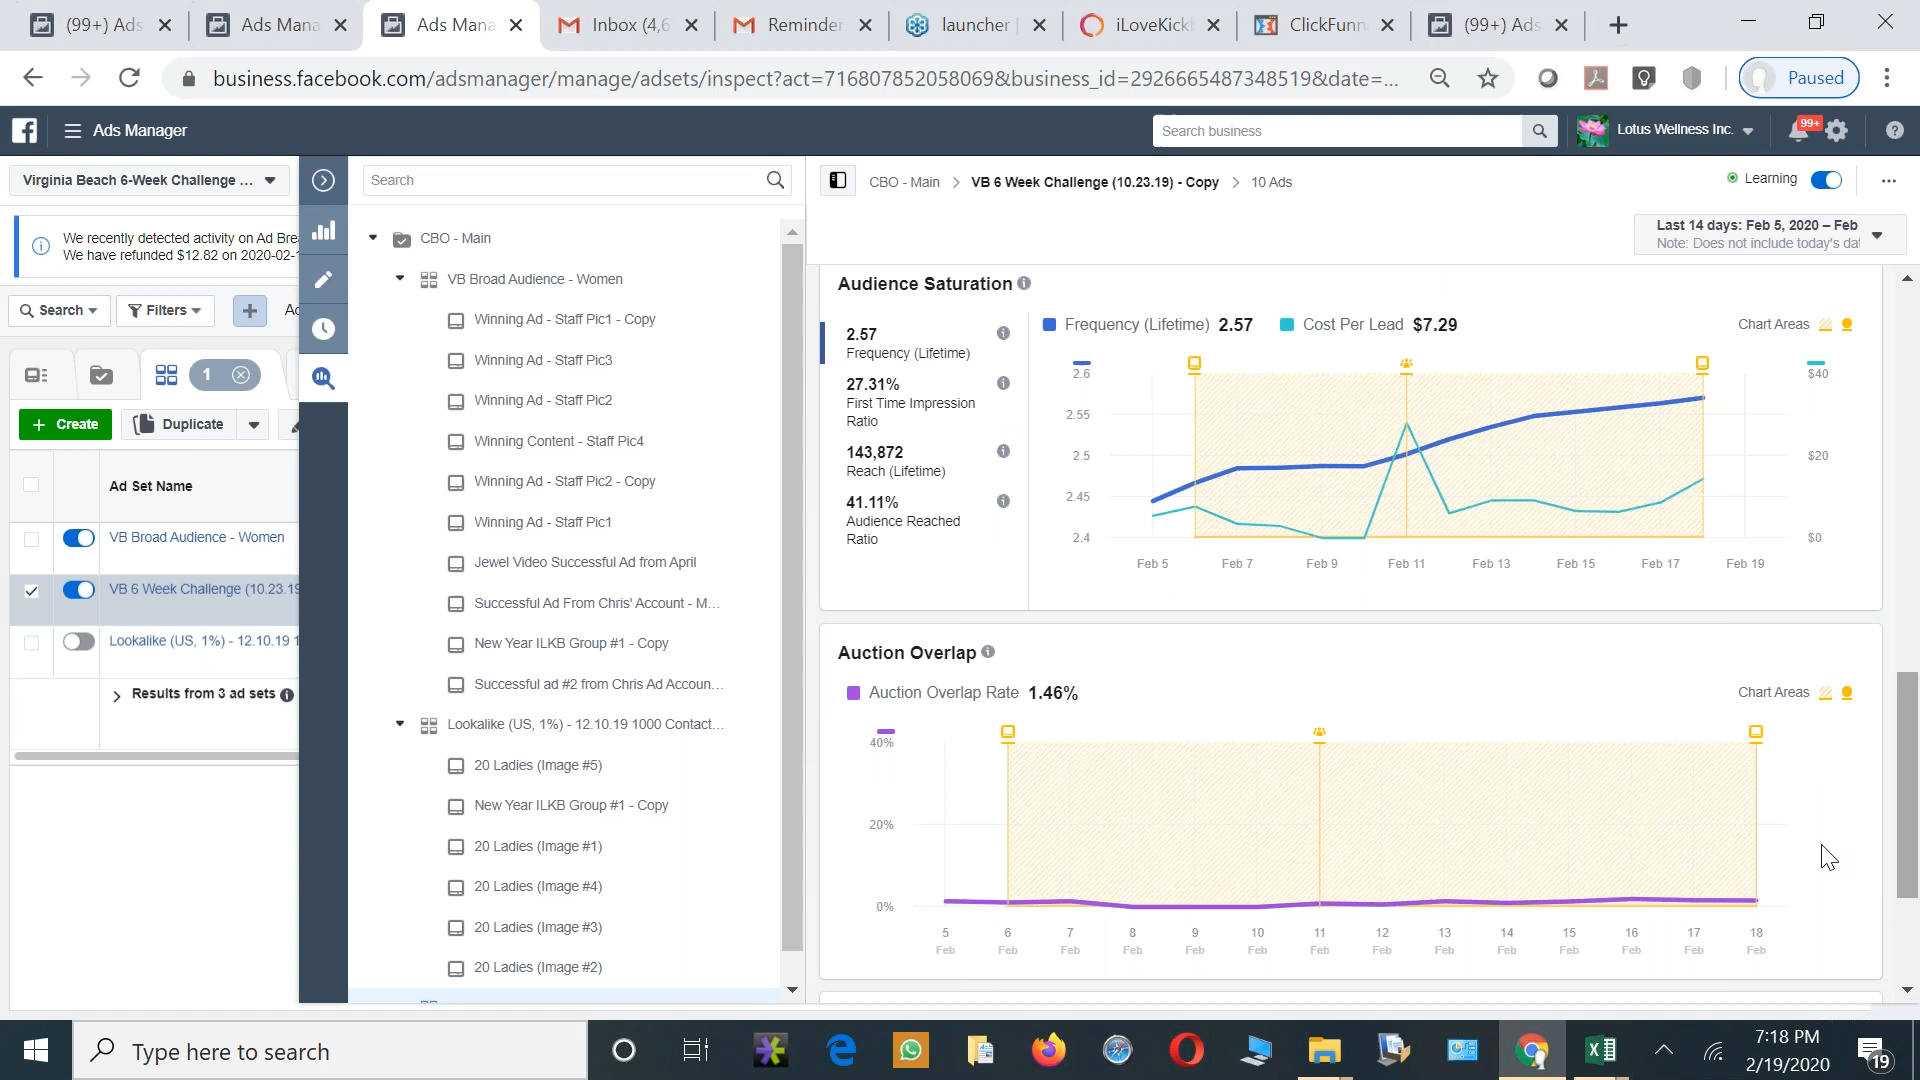 (99+) Ads
Ads Mana
Ads Mana
Inbox (4,6
Reminder
launcher
iLoveKick
ClickFunn
(99+) Ads
business.facebook.com/adsmanager/manage/adsets/inspect?act=716807852058069&business_id=2926665487348519&date=...
Paused
Ads Manager
Search business
Lotus Wellness Inc.
99+
Virginia Beach 6-Week Challenge ...
We recently detected activity on Ad Brea
We have refunded $12.82 on 2020-02-1
Search
Filters
Ad
1
Create
Duplicate
Ad Set Name
VB Broad Audience - Women
VB 6 Week Challenge (10.23.19
Lookalike (US, 1%) - 12.10.19 1
Results from 3 ad sets
Search
CBO - Main
VB Broad Audience - Women
Winning Ad - Staff Pic1 - Copy
Winning Ad - Staff Pic3
Winning Ad - Staff Pic2
Winning Content - Staff Pic4
Winning Ad - Staff Pic2 - Copy
Winning Ad - Staff Pic1
Jewel Video Successful Ad from April
Successful Ad From Chris' Account - M...
New Year ILKB Group #1 - Copy
Successful ad #2 from Chris Ad Accoun...
Lookalike (US, 1%) - 12.10.19 1000 Contact...
20 Ladies (Image #5)
New Year ILKB Group #1 - Copy
20 Ladies (Image #1)
20 Ladies (Image #4)
20 Ladies (Image #3)
20 Ladies (Image #2)
CBO - Main > VB 6 Week Challenge (10.23.19) - Copy > 10 Ads
Learning
Last 14 days: Feb 5, 2020 – Feb
Note: Does not include today's dat
Audience Saturation
2.57
Frequency (Lifetime)
27.31%
First Time Impression
Ratio
143,872
Reach (Lifetime)
41.11%
Audience Reached
Ratio
Frequency (Lifetime) 2.57
Cost Per Lead $7.29
Chart Areas
2.6
2.55
2.5
2.45
2.4
$40
$20
$0
Feb 5 Feb 7 Feb 9 Feb 11 Feb 13 Feb 15 Feb 17 Feb 19
Auction Overlap
Auction Overlap Rate 1.46%
Chart Areas
40%
20%
0%
5 6 7 8 9 10 11 12 13 14 15 16 17 18
Feb Feb Feb Feb Feb Feb Feb Feb Feb Feb Feb Feb Feb Feb
Type here to search
7:18 PM
2/19/2020
19